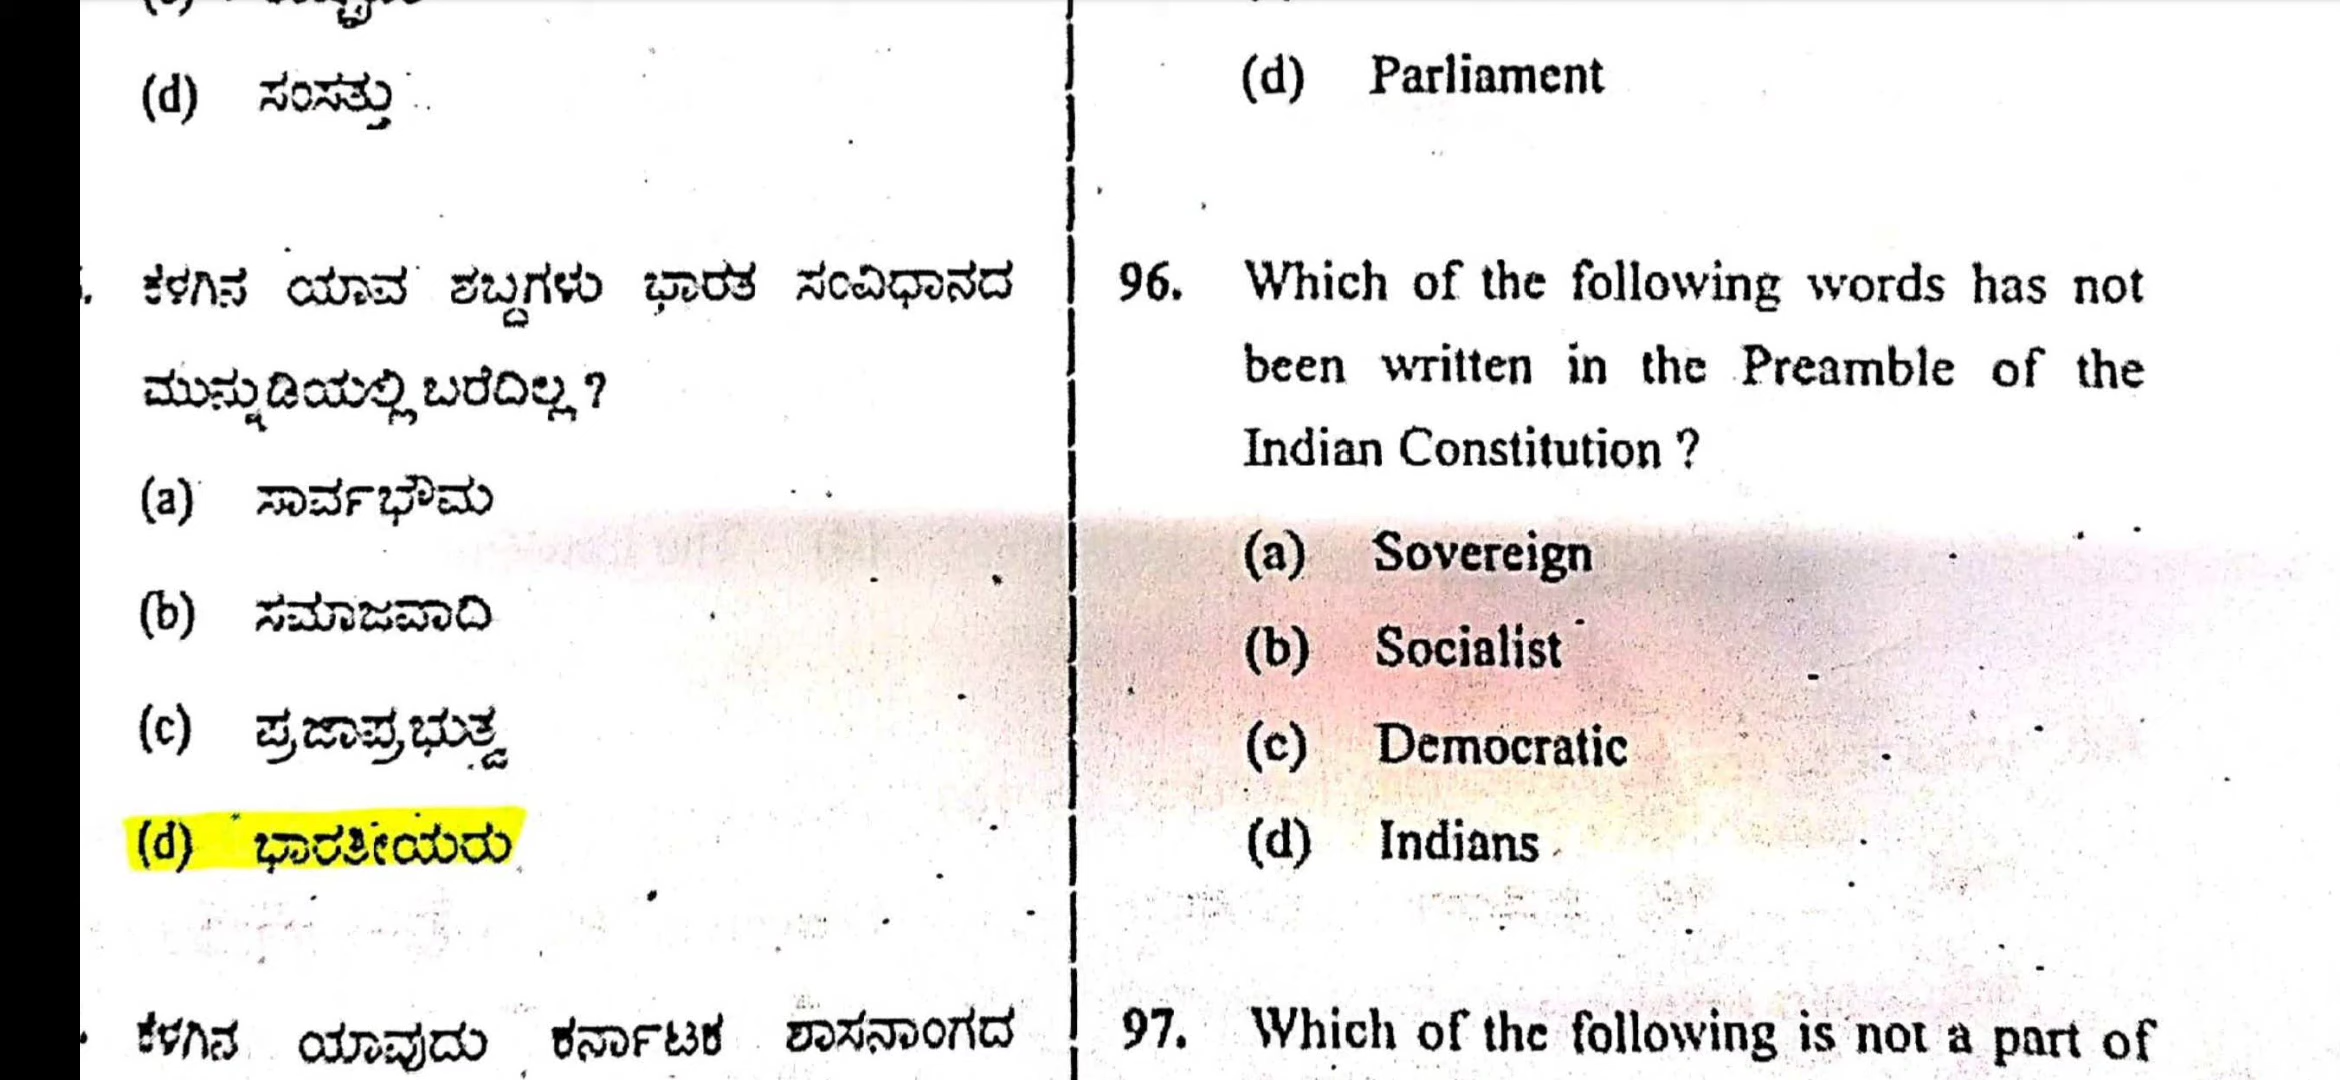 (d) ಸಂಸತ್ತು
ಕೆಳಗಿನ ಯಾವ ಶಬ್ದಗಳು ಭಾರತ ಸಂವಿಧಾನದ
ಮುನ್ನುಡಿಯಲ್ಲಿ ಬರೆದಿಲ್ಲ ?
(a) ಸಾರ್ವಭೌಮ
(b) ಸಮಾಜವಾದಿ
(c) ಪ್ರಜಾಪ್ರಭುತ್ವ
(d) ಭಾರತೀಯರು
ಕೆಳಗಿನ ಯಾವುದು ಕರ್ನಾಟಕ ಶಾಸನಾಂಗದ
(d) Parliament
96. Which of the following words has not
been written in the Preamble of the
Indian Constitution ?
(a) Sovereign
(b) Socialist
(c) Democratic
(d) Indians
97. Which of the following is not a part of